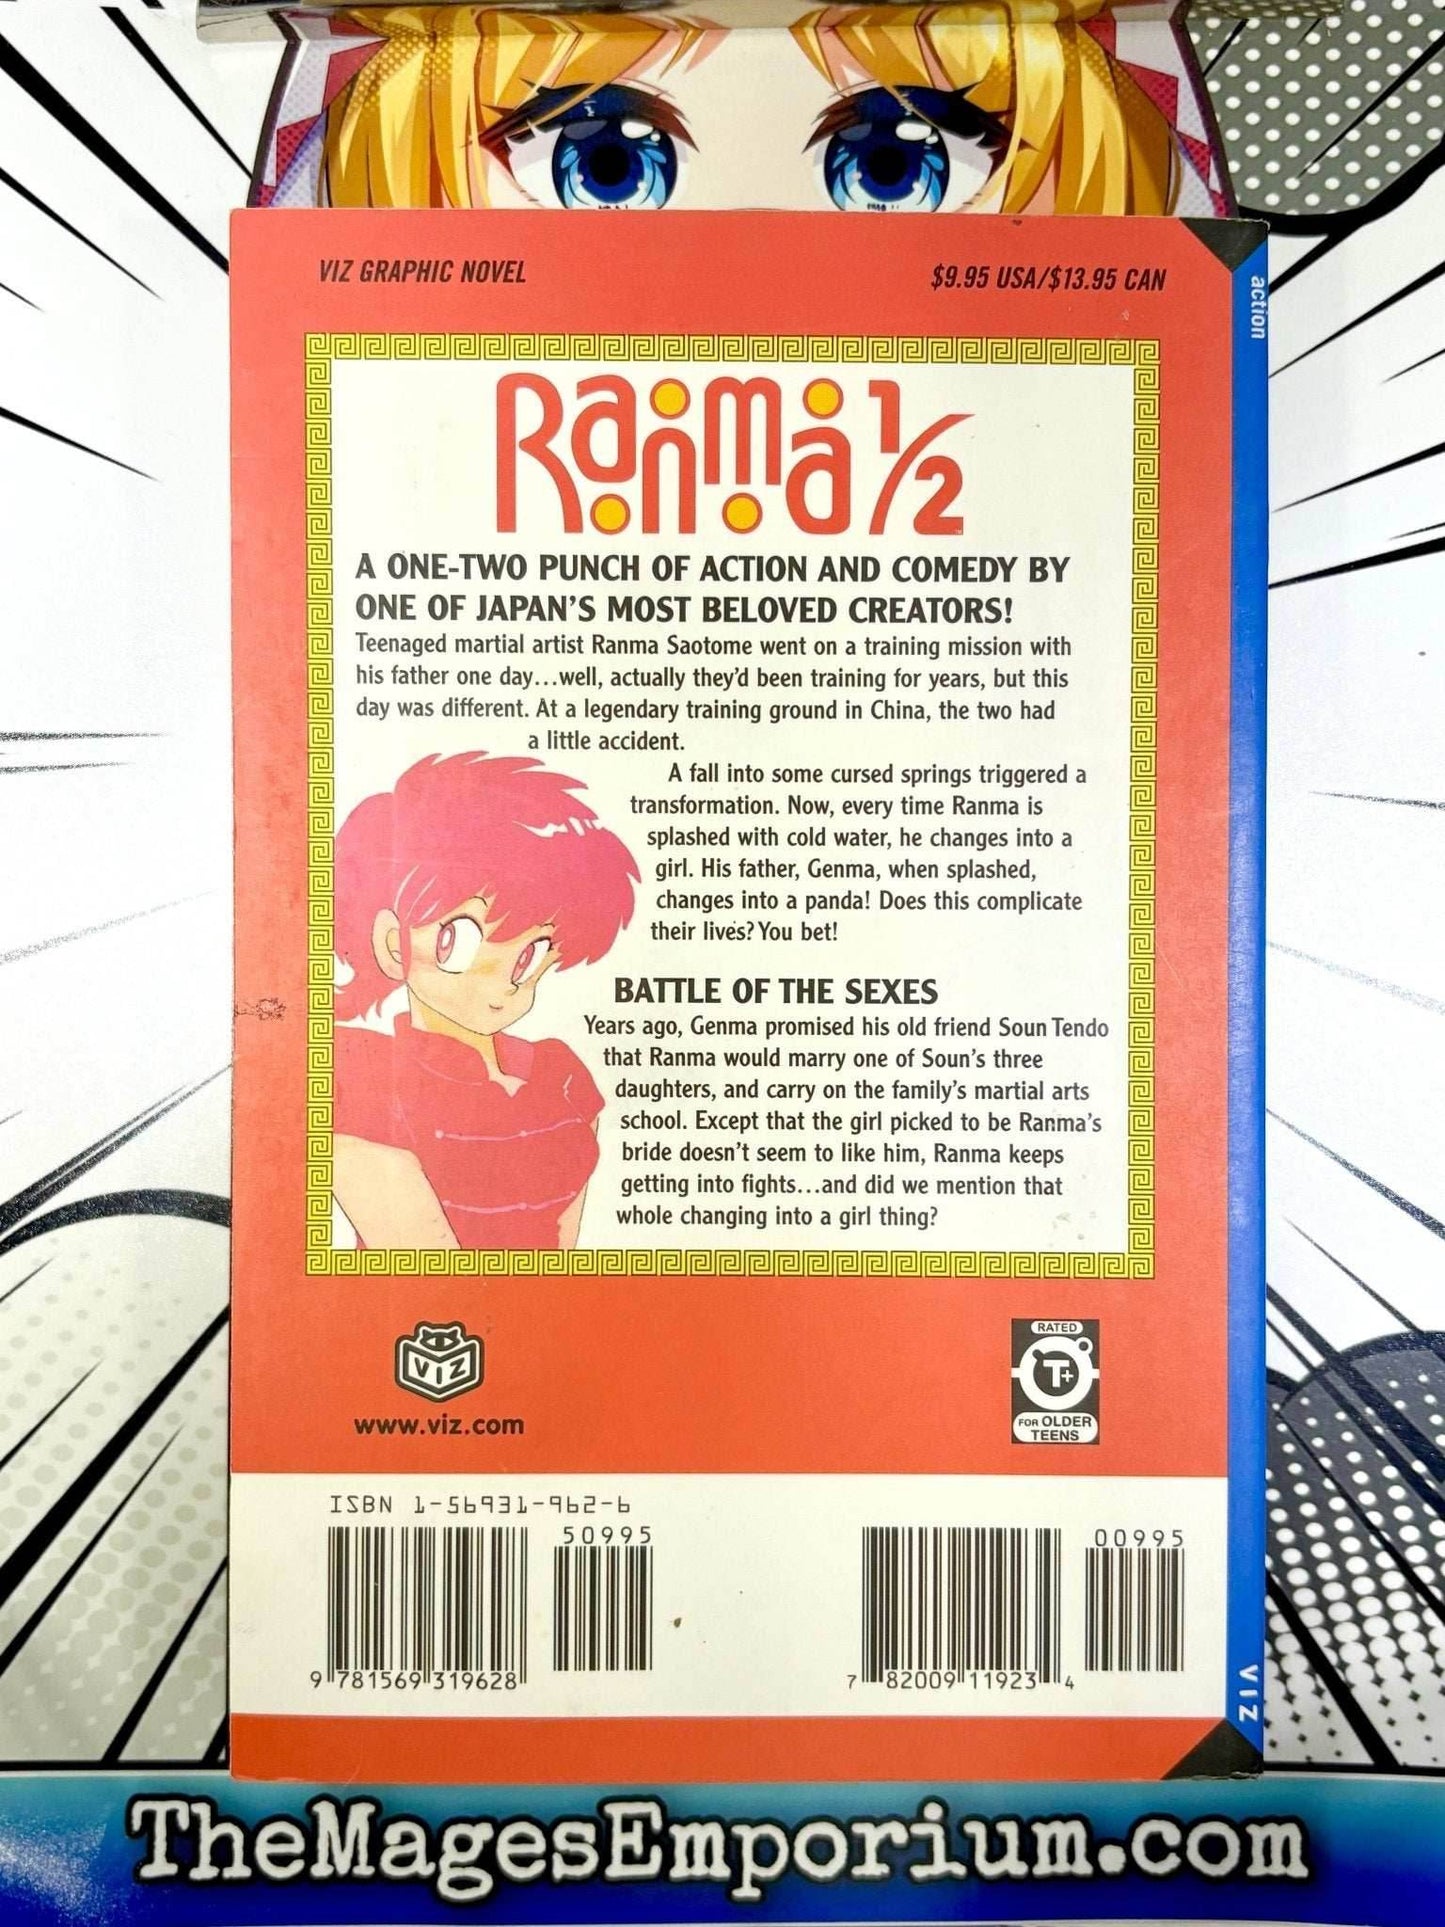 VIZ GRAPHIC NOVEL
$9.95 USA/$13.95 CAN
action
Ranma 1/2
A ONE-TWO PUNCH OF ACTION AND COMEDY BY
ONE OF JAPAN'S MOST BELOVED CREATORS!
Teenaged martial artist Ranma Saotome went on a training mission with
his father one day...well, actually they'd been training for years, but this
day was different. At a legendary training ground in China, the two had
a little accident.
A fall into some cursed springs triggered a
transformation. Now, every time Ranma is
splashed with cold water, he changes into a
girl. His father, Genma, when splashed,
changes into a panda! Does this complicate
their lives? You bet!
BATTLE OF THE SEXES
Years ago, Genma promised his old friend Soun Tendo
that Ranma would marry one of Soun's three
daughters, and carry on the family's martial arts
school. Except that the girl picked to be Ranma's
bride doesn't seem to like him, Ranma keeps
getting into fights...and did we mention that
whole changing into a girl thing?
VIZ
www.viz.com
RATED
T+
FOR OLDER
TEENS
ISBN 1-56931-962-6
50995
00995
9 781569 319628
7 82009 11923 4
VIZ
TheMagesEmporium.com